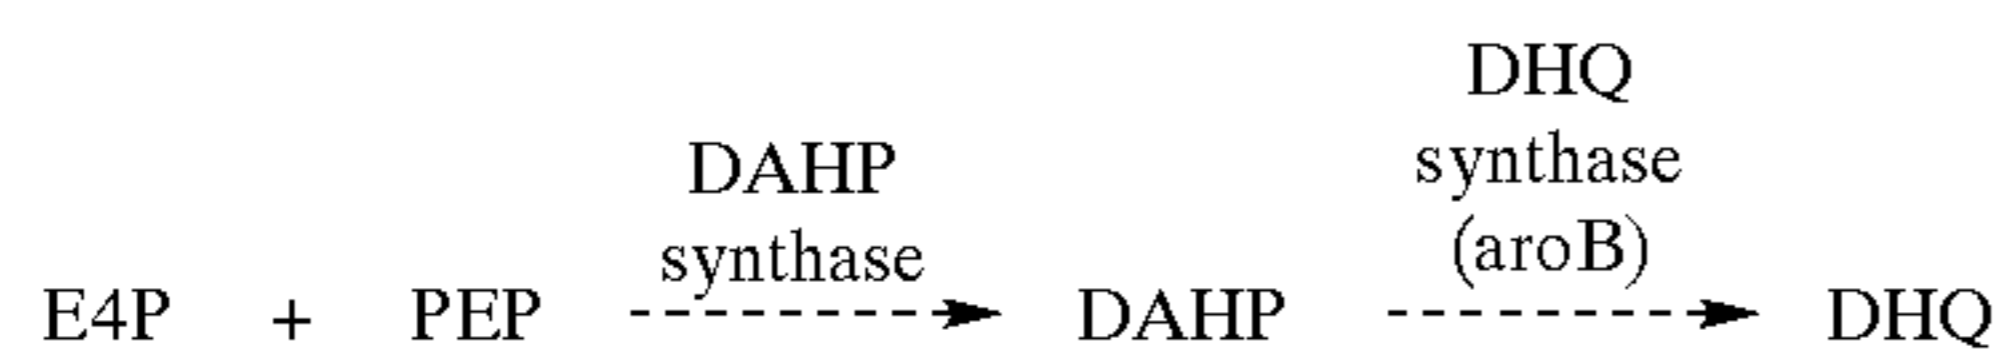 DHQ
DAHP synthase
synthase (aroB)
E4P + PEP DAHP DHQ